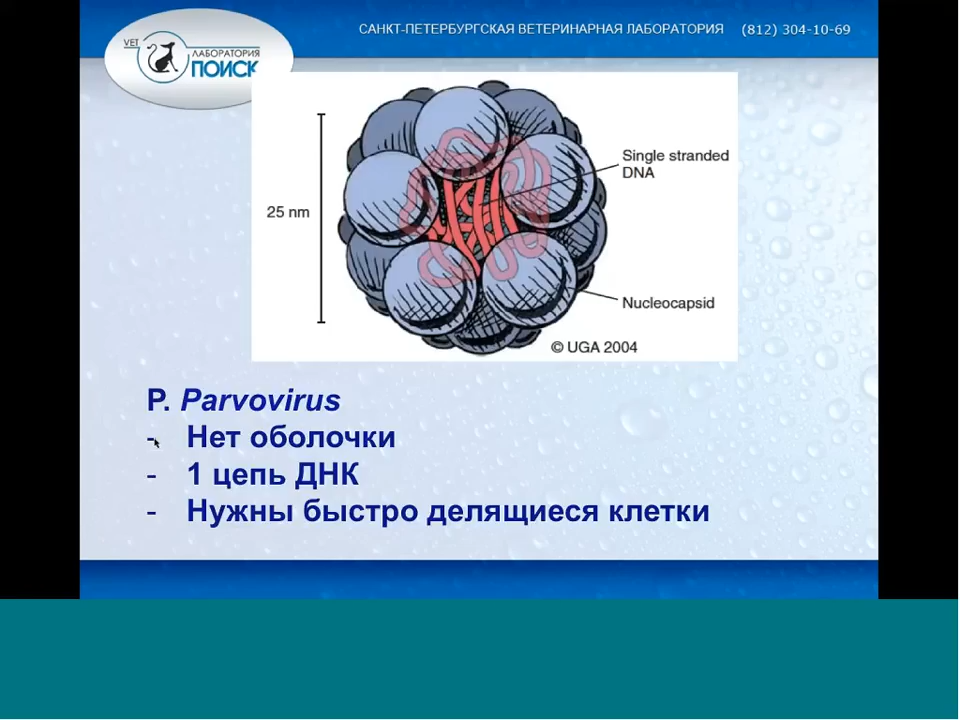 САНКТ-ПЕТЕРБУРГСКАЯ ВЕТЕРИНАРНАЯ ЛАБОРАТОРИЯ (812) 304-10-69
VET
ЛАБОРАТОРИЯ
ПОИСК
Single stranded
DNA
25 nm
Nucleocapsid
© UGA 2004
Р. Parvovirus
- Нет оболочки
- 1 цепь ДНК
- Нужны быстро делящиеся клетки